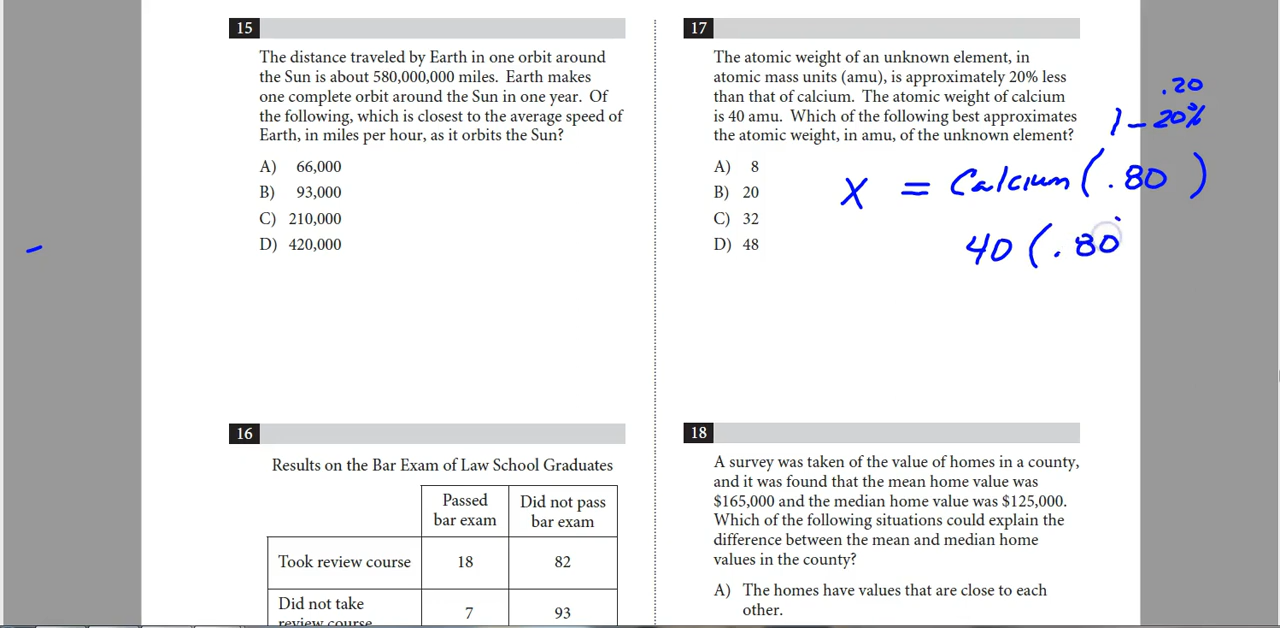 15
The distance traveled by Earth in one orbit around
the Sun is about 580,000,000 miles. Earth makes
one complete orbit around the Sun in one year. Of
the following, which is closest to the average speed of
Earth, in miles per hour, as it orbits the Sun?
A) 66,000
B) 93,000
C) 210,000
D) 420,000
16
Results on the Bar Exam of Law School Graduates
Passed
bar exam
Did not pass
bar exam
Took review course 18 82
Did not take
review course
7 93
17
The atomic weight of an unknown element, in
atomic mass units (amu), is approximately 20% less
than that of calcium. The atomic weight of calcium
is 40 amu. Which of the following best approximates
the atomic weight, in amu, of the unknown element?
A) 8
B) 20
C) 32
D) 48
.20
1 - 20%
X = Calcium (.80)
40 (.80
18
A survey was taken of the value of homes in a county,
and it was found that the mean home value was
$165,000 and the median home value was $125,000.
Which of the following situations could explain the
difference between the mean and median home
values in the county?
A) The homes have values that are close to each
other.